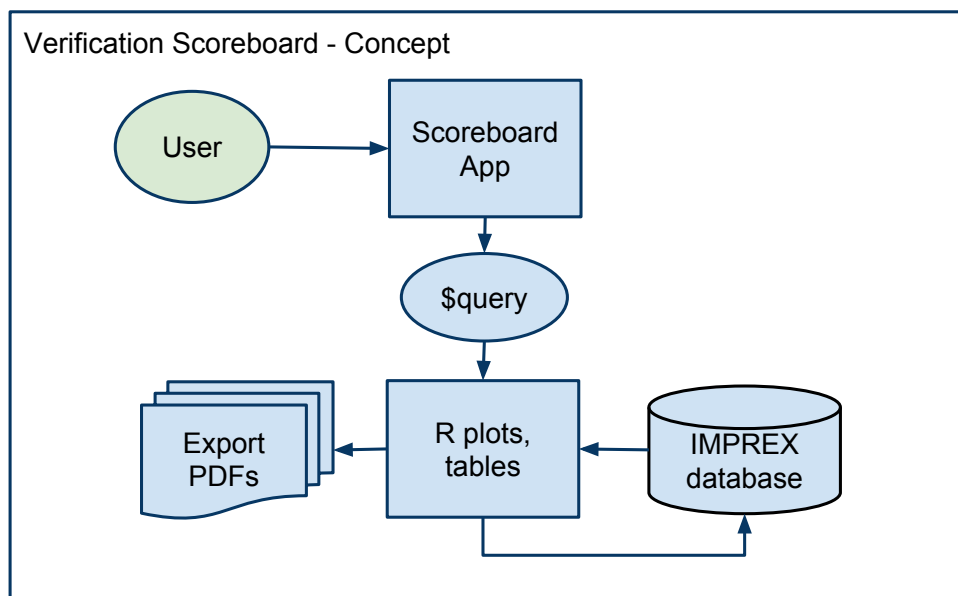 Verification Scoreboard - Concept
User
Scoreboard
App
$query
Export
PDFs
R plots,
tables
IMPREX
database